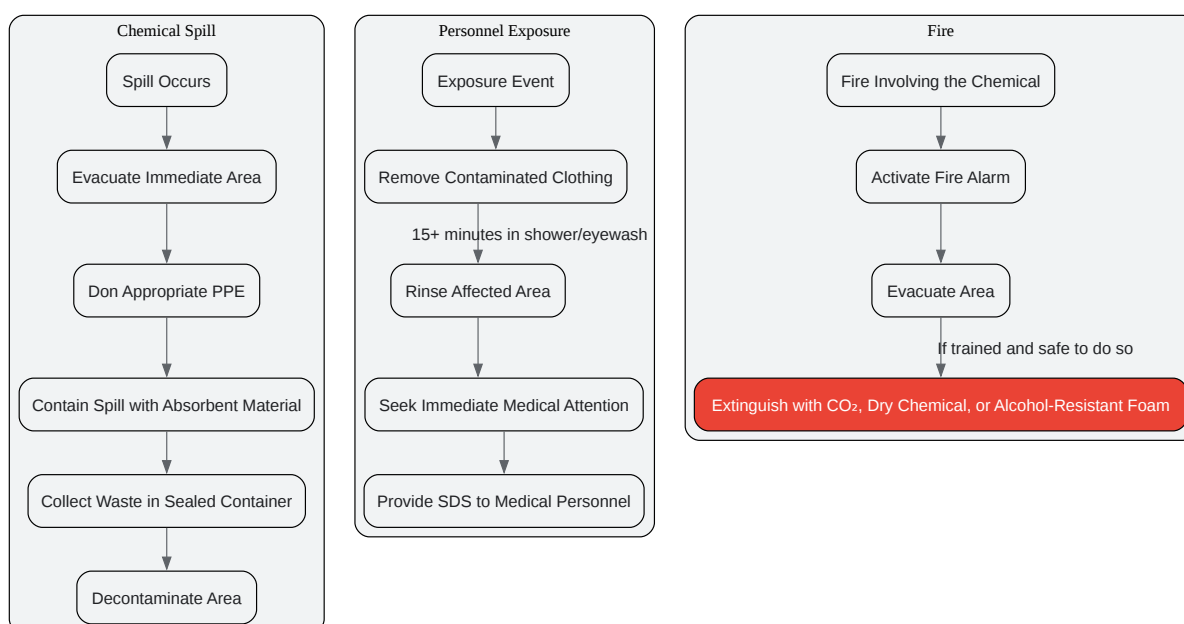 Chemical Spill
Spill Occurs
Evacuate Immediate Area
Don Appropriate PPE
Contain Spill with Absorbent Material
Collect Waste in Sealed Container
Decontaminate Area
Personnel Exposure
Exposure Event
Remove Contaminated Clothing
15+ minutes in shower/eyewash
Rinse Affected Area
Seek Immediate Medical Attention
Provide SDS to Medical Personnel
Fire
Fire Involving the Chemical
Activate Fire Alarm
Evacuate Area
If trained and safe to do so
Extinguish with CO₂, Dry Chemical, or Alcohol-Resistant Foam